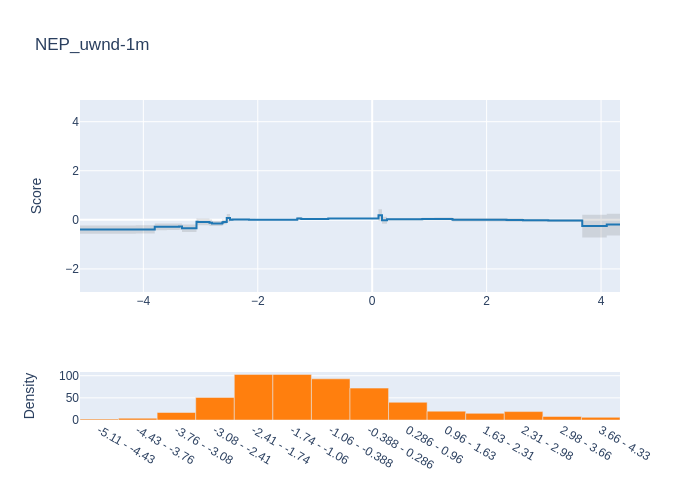 NEP_uwnd-1m
Score
4
2
0
−2
−4
−2
0
2
4
Density
100
50
0
-5.11 - -4.43
-4.43 - -3.76
-3.76 - -3.08
-3.08 - -2.41
-2.41 - -1.74
-1.74 - -1.06
-1.06 - -0.388
-0.388 - 0.286
0.286 - 0.96
0.96 - 1.63
1.63 - 2.31
2.31 - 2.98
2.98 - 3.66
3.66 - 4.33